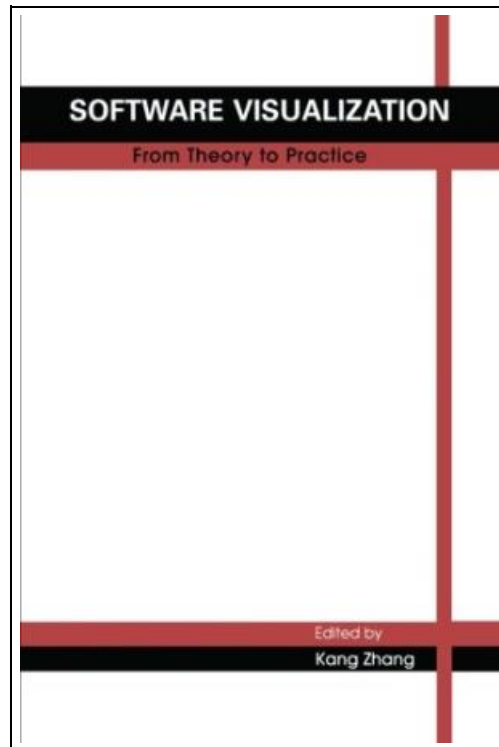 SOFTWARE VISUALIZATION
From Theory to Practice
Edited by
Kang Zhang